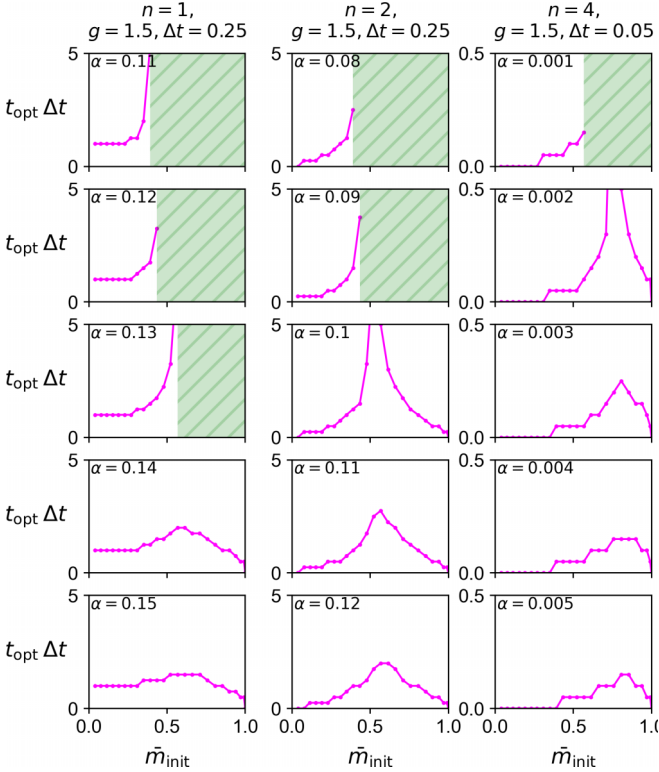 n = 1,
g = 1.5, Δt = 0.25
n = 2,
g = 1.5, Δt = 0.25
n = 4,
g = 1.5, Δt = 0.05
t_opt Δt
5
0
α = 0.11
5
0
α = 0.08
0.5
0.0
α = 0.001
t_opt Δt
5
0
α = 0.12
5
0
α = 0.09
0.5
0
α = 0.002
t_opt Δt
5
0
α = 0.13
5
0
α = 0.1
0.5
0
α = 0.003
t_opt Δt
5
0
α = 0.14
5
0
α = 0.11
0.5
0
α = 0.004
t_opt Δt
5
0
α = 0.15
5
0
α = 0.12
0.5
0
α = 0.005
0.0 0.5 1.0
0.0 0.5 1.0
0.0 0.5 1.0
m̄_init
m̄_init
m̄_init